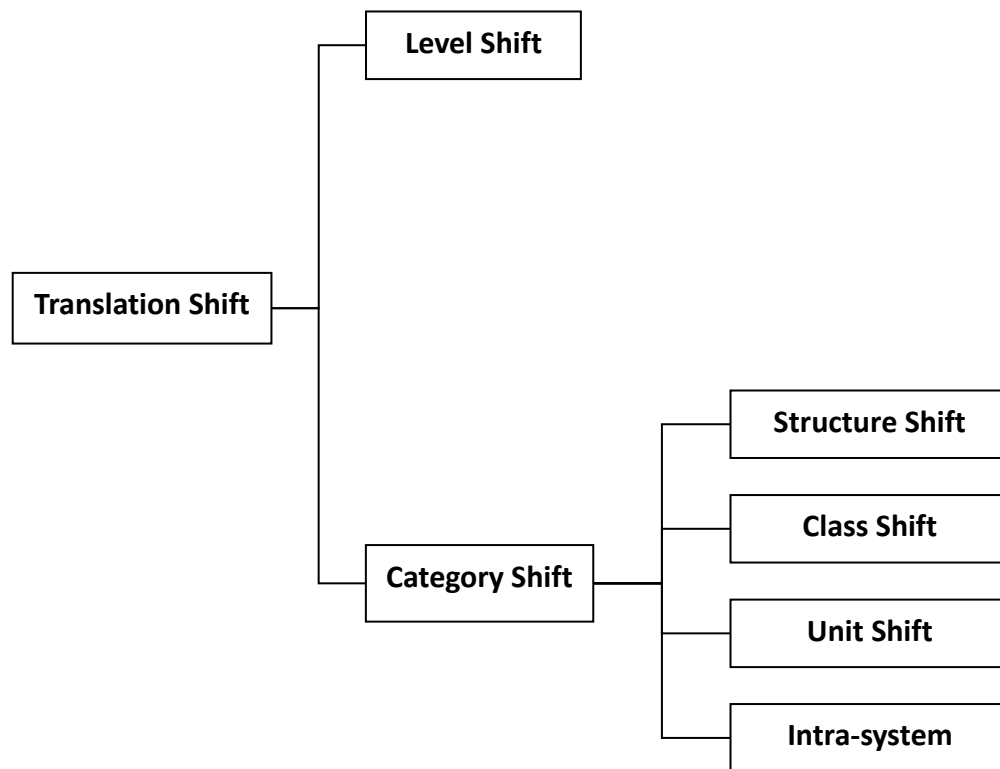 Level Shift
Translation Shift
Structure Shift
Class Shift
Category Shift
Unit Shift
Intra-system